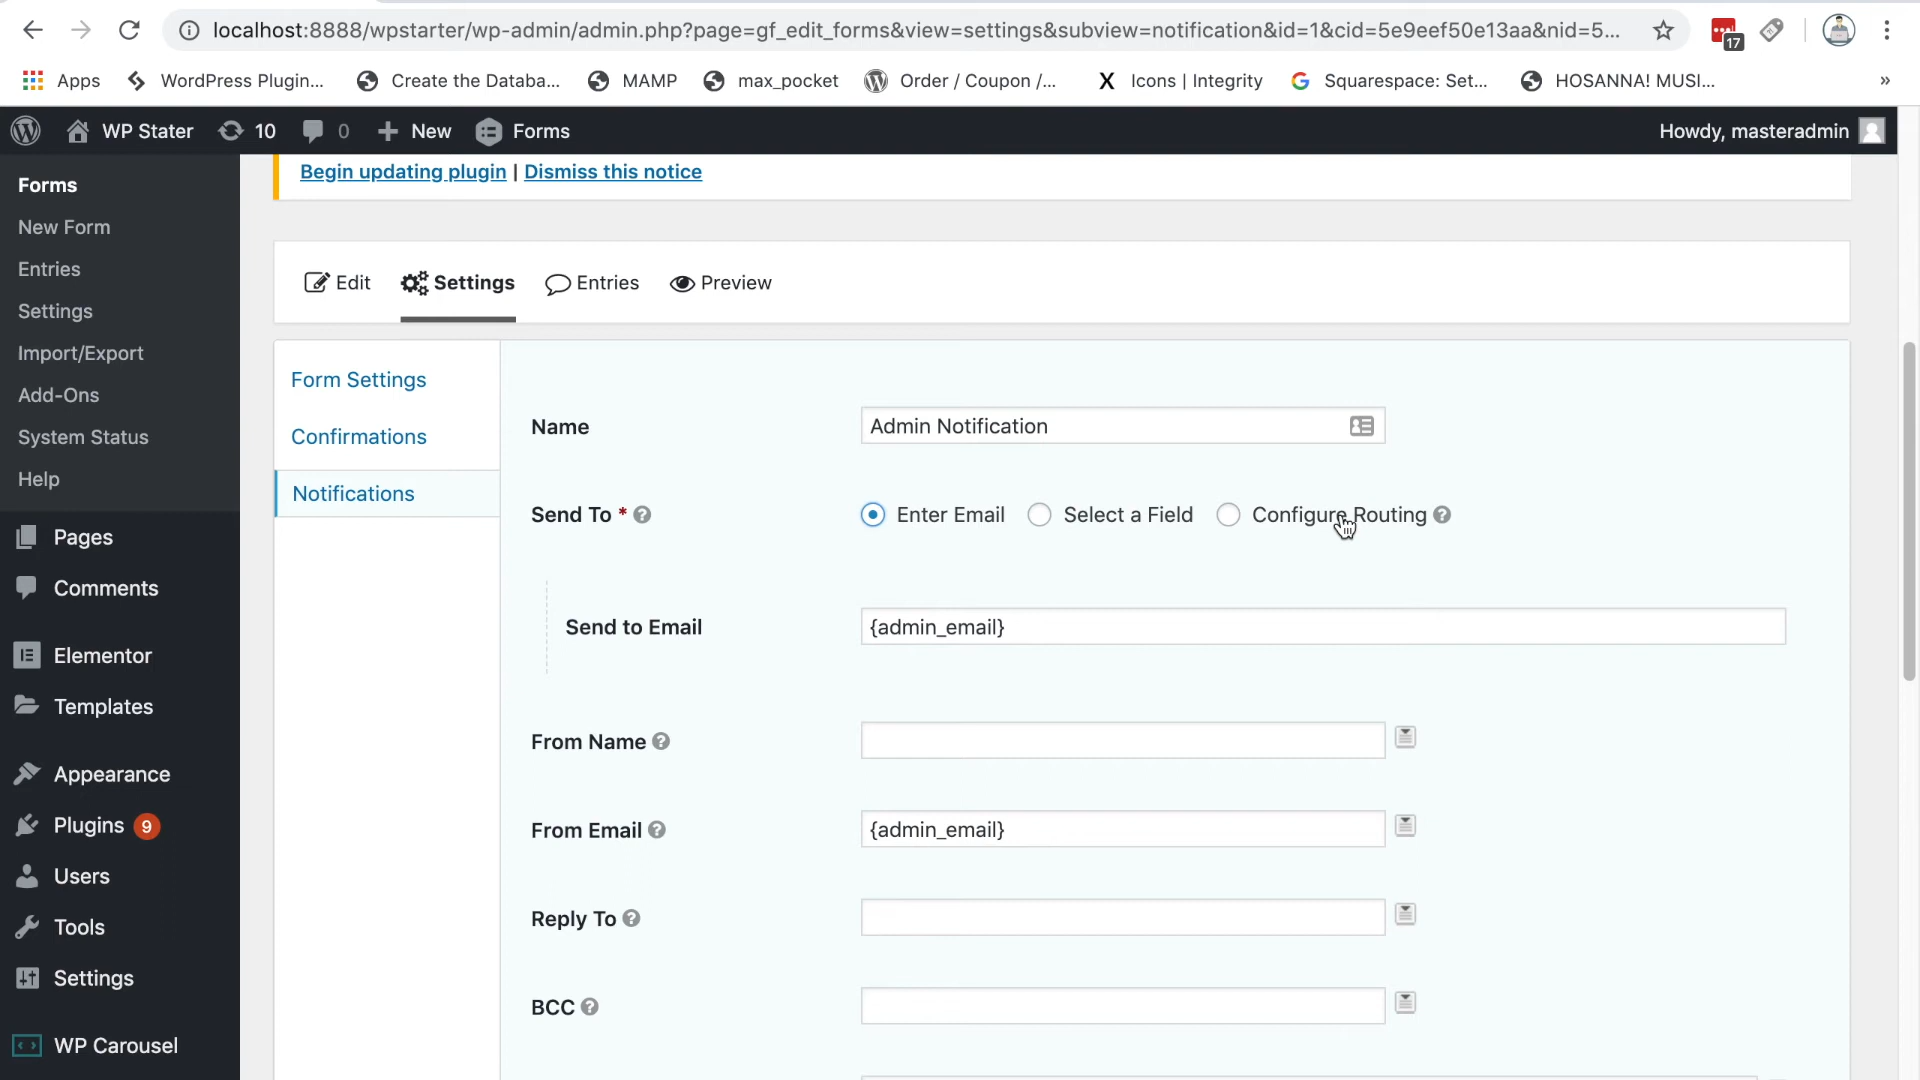 localhost:8888/wpstarter/wp-admin/admin.php?page=gf_edit_forms&view=settings&subview=notification&id=1&cid=5e9eef50e13aa&nid=5...
17
Apps WordPress Plugin... Create the Databa... MAMP max_pocket Order / Coupon /... X Icons | Integrity Squarespace: Set... HOSANNA! MUSI... »
WP Stater 10 0 New Forms Howdy, masteradmin
Begin updating plugin | Dismiss this notice
Forms
New Form
Entries
Settings
Import/Export
Add-Ons
System Status
Help
Pages
Comments
Elementor
Templates
Appearance
Plugins 9
Users
Tools
Settings
WP Carousel
Edit Settings Entries Preview
Form Settings
Confirmations
Notifications
Name Admin Notification
Send To * ? Enter Email Select a Field Configure Routing ?
Send to Email {admin_email}
From Name ?
From Email ? {admin_email}
Reply To ?
BCC ?